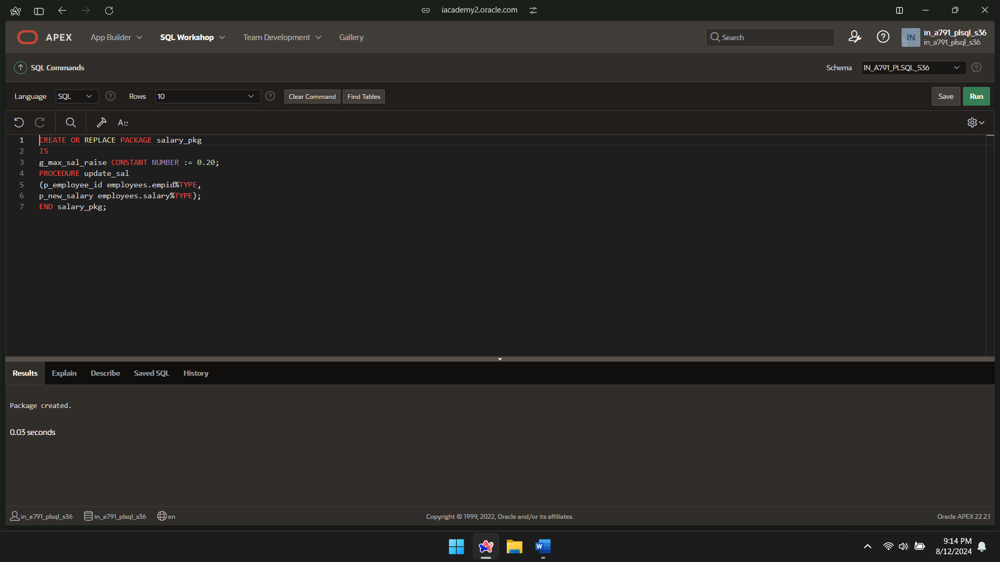 iacademy2.oracle.com
APEX App Builder SQL Workshop Team Development Gallery Search IN in_a791_plsql_s36
in_a791_plsql_s36
SQL Commands Schema IN_A791_PLSQL_S36
Language SQL Rows 10 Clear Command Find Tables Save Run
A::
1 CREATE OR REPLACE PACKAGE salary_pkg
2 IS
3 g_max_sal_raise CONSTANT NUMBER := 0.20;
4 PROCEDURE update_sal
5 (p_employee_id employees.empid%TYPE,
6 p_new_salary employees.salary%TYPE);
7 END salary_pkg;
Results Explain Describe Saved SQL History
Package created.
0.03 seconds
in_a791_plsql_s36 in_a791_plsql_s36 en Copyright © 1999, 2022, Oracle and/or its affiliates. Oracle APEX 22.2.1
W 9:14 PM
8/12/2024